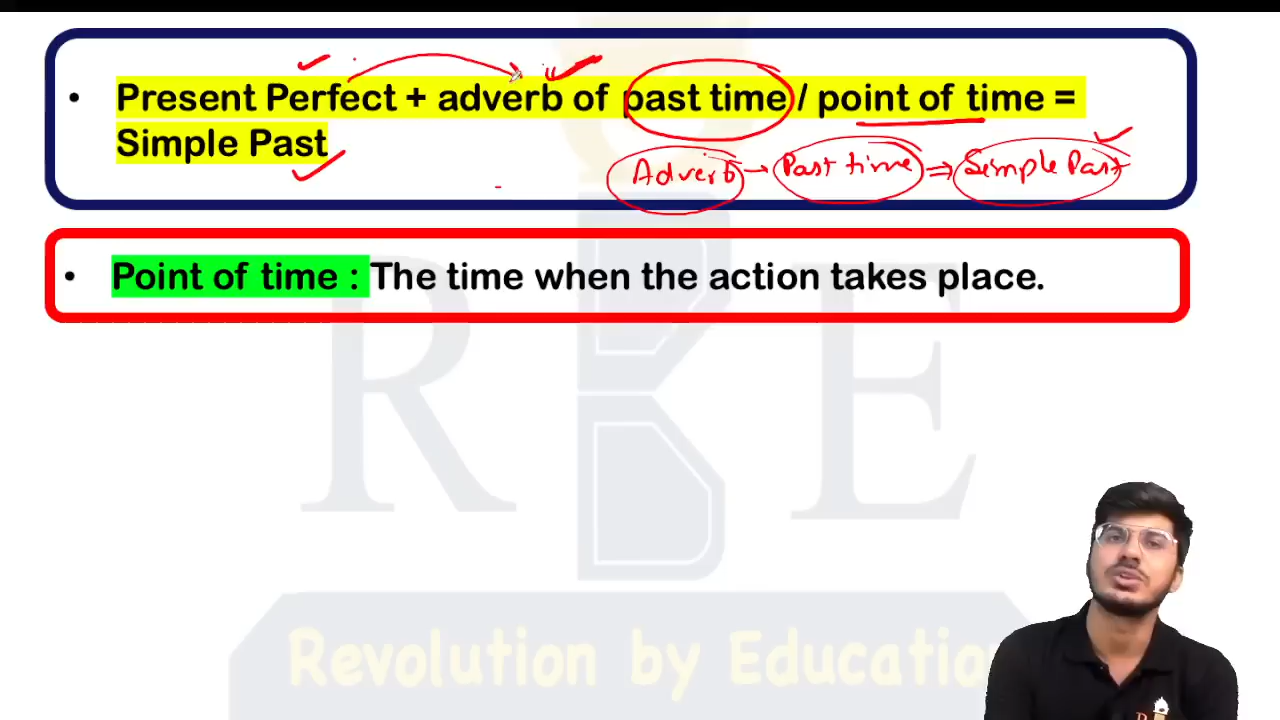 • Present Perfect + adverb of past time / point of time =
Simple Past
Adverb → Past time ⇒ Simple Past
• Point of time : The time when the action takes place.
RBE
Revolution by Education